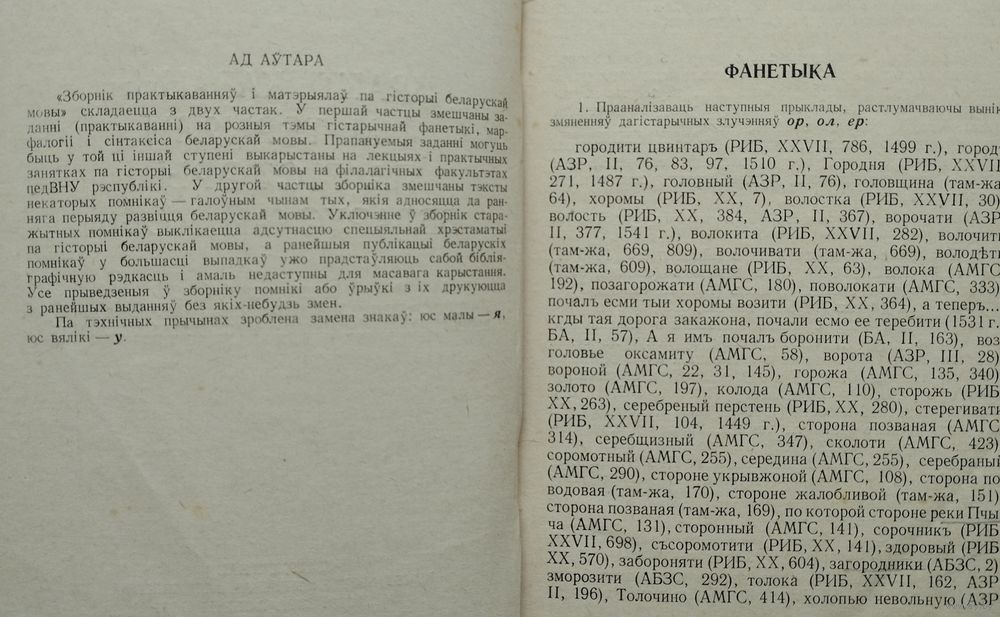 АД АЎТАРА
«Зборнік практыкаванняў і матэрыялаў па гісторыі беларускай
мовы» складаецца з двух частак. У першай частцы змешчаны за-
данні (практыкаванні) на розныя тэмы гістарычнай фанетыкі, мар-
фалогіі і сінтаксіса беларускай мовы. Прапануемыя заданні могуць
быць у той ці іншай ступені выкарыстаны на лекцыях і практычных
занятках па гісторыі беларускай мовы на філалагічных факультэтах
педВНУ рэспублікі. У другой частцы зборніка змешчаны тэксты
некаторых помнікаў — галоўным чынам тых, якія адносяцца да ран-
няга перыяду развіцця беларускай мовы. Уключэнне ў зборнік стара-
жытных помнікаў выклікаецца адсутнасцю спецыяльнай хрэстаматыі
па гісторыі беларускай мовы, а ранейшыя публікацыі беларускіх
помнікаў у большасці выпадкаў ужо прадстаўляюць сабой біблія-
графічную рэдкасць і амаль недаступны для масавага карыстання.
Усе прыведзеныя ў зборніку помнікі або ўрыўкі з іх друкуюцца
з ранейшых выданняў без якіх-небудзь змен.
Па тэхнічных прычынах зроблена замена знакаў: юс малы — я,
юс вялікі — у.
ФАНЕТЫКА
1. Прааналізаваць наступныя прыклады, растлумачваючы вынік
змяненняў дагістарычных злучэнняў ор, ол, ер:
городити цвинтаръ (РИБ, XXVII, 786, 1499 г.), город
(АЗР, II, 76, 83, 97, 1510 г.), Городня (РИБ, XXVII
271, 1487 г.), головный (АЗР, II, 76), головщина (там-жа
64), хоромы (РИБ, XX, 7), волостка (РИБ, XXVII, 30)
волость (РИБ, XX, 384, АЗР, II, 367), ворочати (АЗР
II, 377, 1541 г.), волокита (РИБ, XXVII, 282), волочити
(там-жа, 669, 809), волочивати (там-жа, 669), володѣти
(там-жа, 609), волощане (РИБ, XX, 63), волока (АМГС
192), позагорожати (АМГС, 180), поволокати (АМГС, 333)
почалъ есми тыи хоромы возити (РИБ, XX, 364), а теперъ...
кгды тая дорога закажона, почали есмо ее теребити (1531 г.
БА, II, 57), А я имъ почалъ боронити (БА, II, 163), воз
головье оксамиту (АМГС, 58), ворота (АЗР, III, 28)
вороной (АМГС, 22, 31, 145), горожа (АМГС, 135, 340)
золото (АМГС, 197), колода (АМГС, 110), сторожь (РИБ
XX, 263), серебреный перстень (РИБ, XX, 280), стерегивати
(РИБ, XXVII, 104, 1449 г.), сторона позваная (АМГС
314), серебщизный (АМГС, 347), сколоти (АМГС, 423)
соромотный (АМГС, 255), середина (АМГС, 255), серебраный
(АМГС, 290), стороне укрывжоной (АМГС, 108), сторона по
водовая (там-жа, 170), стороне жалобливой (там-жа, 151)
сторона позваная (там-жа, 169), по которой стороне реки Пчы
ча (АМГС, 131), сторонный (АМГС, 141), сорочникъ (РИБ
XXVII, 698), съсоромотити (РИБ, XX, 141), здоровый (РИБ
XX, 570), забороняти (РИБ, XX, 604), загородники (АБЗС, 2)
зморозити (АБЗС, 292), толока (РИБ, XXVII, 162, АЗР
II, 196), Толочино (АМГС, 414), холопью невольную (АЗР